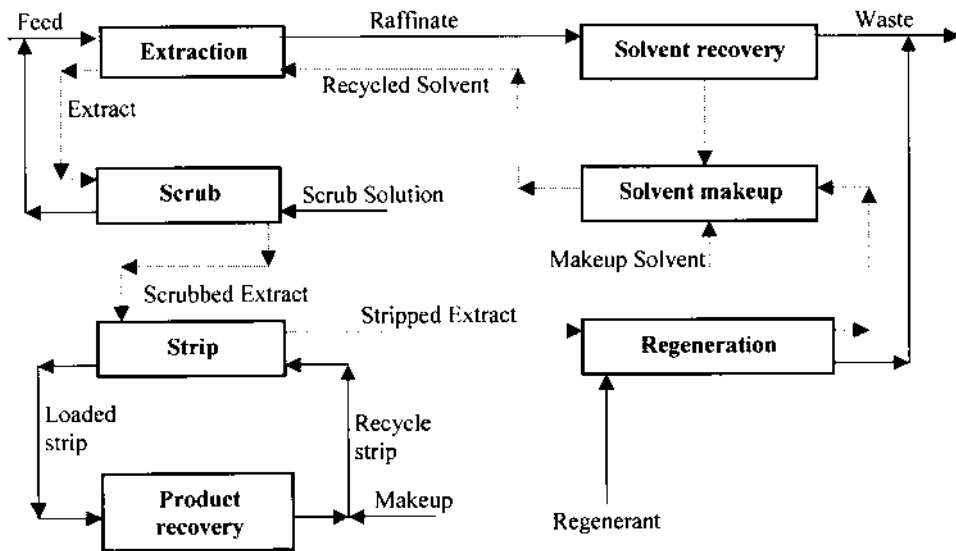 Feed
Raffinate
Waste
Extraction
Solvent recovery
Recycled Solvent
Extract
Scrub
Scrub Solution
Solvent makeup
Makeup Solvent
Scrubbed Extract
Stripped Extract
Strip
Regeneration
Loaded
strip
Recycle
strip
Product
recovery
Makeup
Regenerant